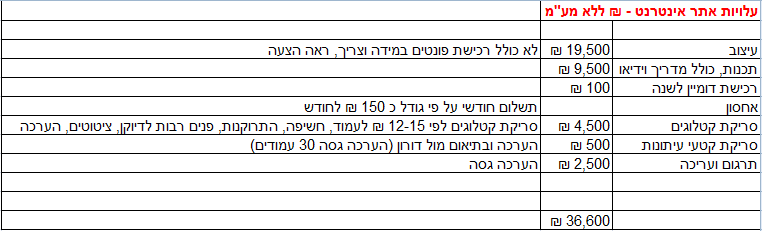 עלויות אתר אינטרנט - ₪ ללא מע"מ
עיצוב 19,500 ₪ לא כולל רכישת פונטים במידה וצריך, ראה הצעה
תכנות, כולל מדריך וידיאו 9,500 ₪
רכישת דומיין לשנה 100 ₪
אחסון תשלום חודשי על פי גודל כ 150 ₪ לחודש
סריקת קטלוגים 4,500 ₪ סריקת קטלוגים לפי 12-15 ₪ לעמוד, חשיפה, התרוקנות, פנים רבות לדיוקן, ציטוטים, הערכה
סריקת קטעי עיתונות 500 ₪ הערכה ובתיאום מול דורון (הערכה גסה 30 עמודים)
תרגום ועריכה 2,500 ₪ הערכה גסה
36,600 ₪